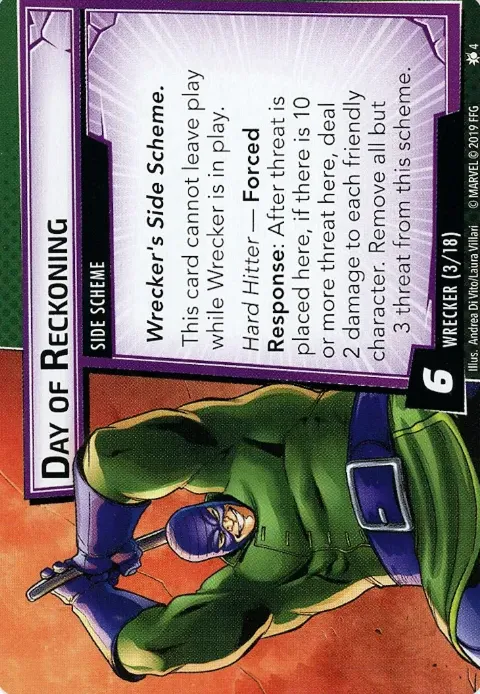 DAY OF RECKONING
SIDE SCHEME
Wrecker's Side Scheme.
This card cannot leave play
while Wrecker is in play.
Hard Hitter — Forced
Response: After threat is
placed here, if there is 10
or more threat here, deal
2 damage to each friendly
character. Remove all but
3 threat from this scheme.
6
WRECKER (3/18)
Illus. Andrea Di Vito/Laura Villari © MARVEL © 2019 FFG 4